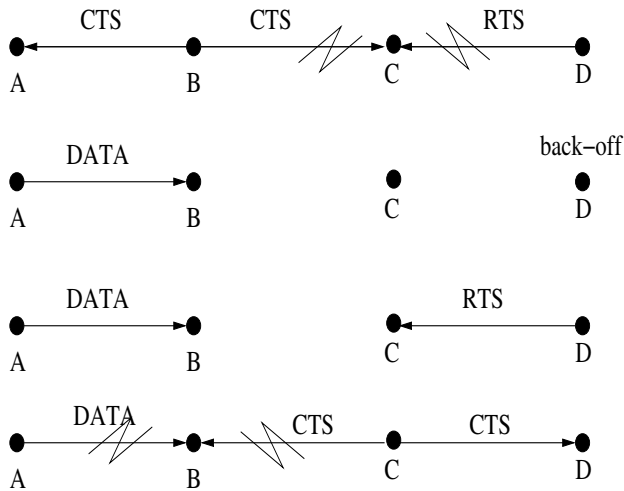 CTS CTS RTS
A B C D
back-off
DATA
A B C D
DATA RTS
A B C D
DATA CTS CTS
A B C D